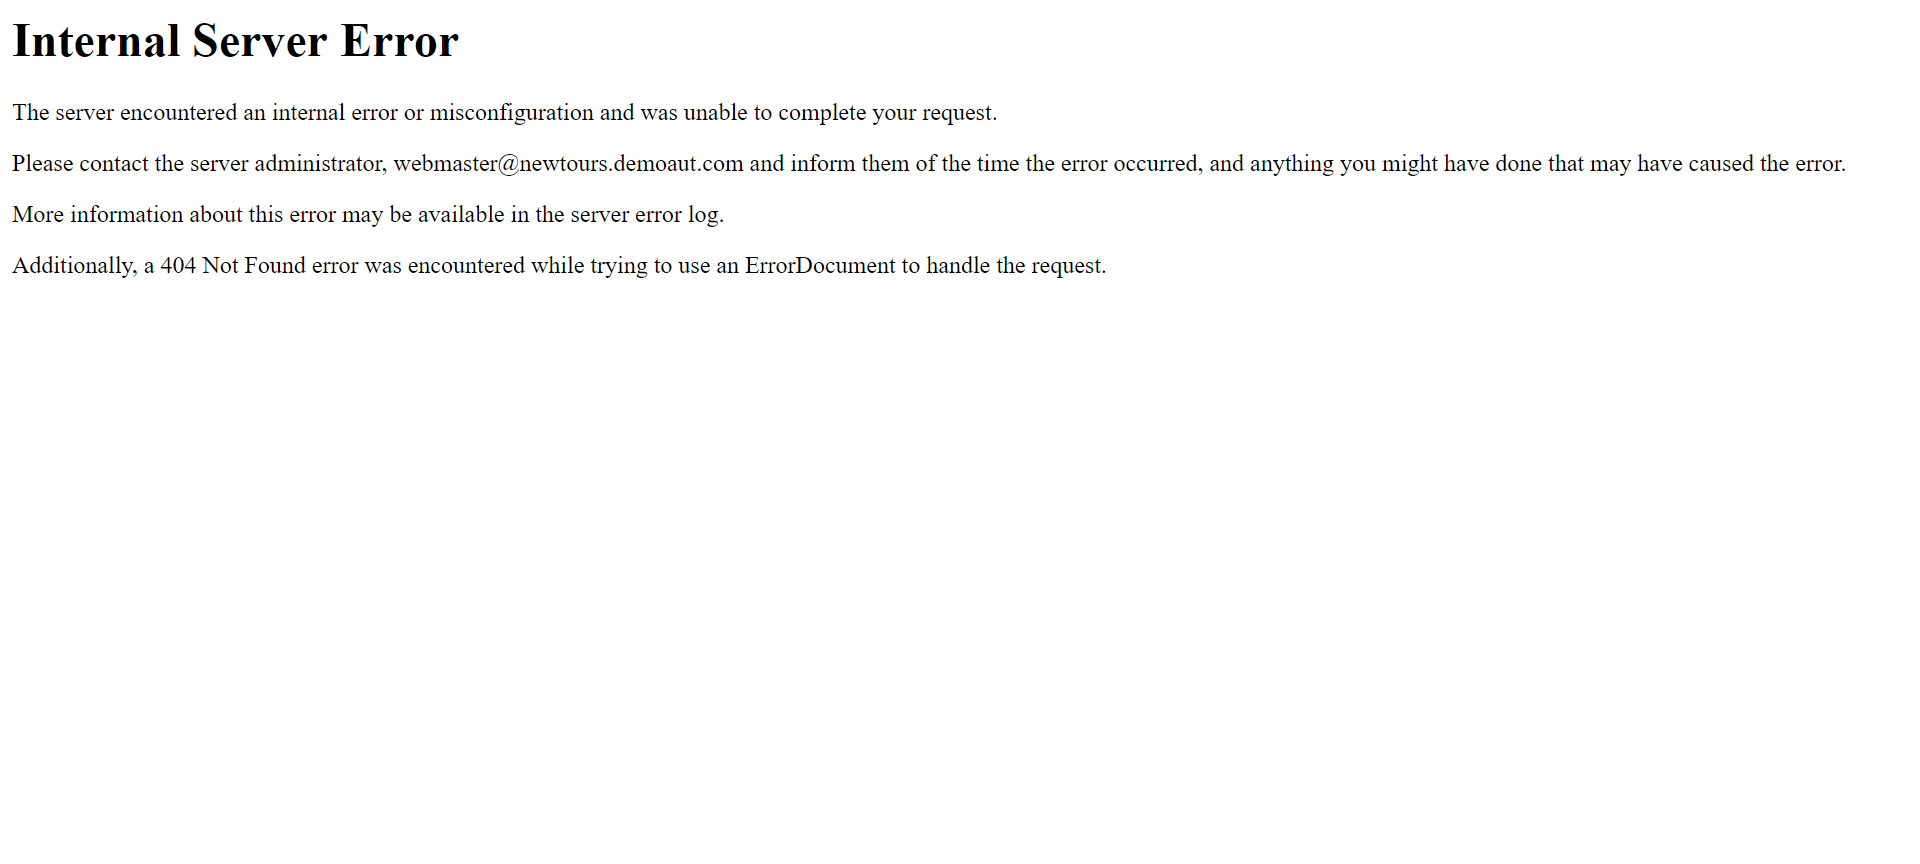 Internal Server Error
The server encountered an internal error or misconfiguration and was unable to complete your request.
Please contact the server administrator, webmaster@newtours.demoaut.com and inform them of the time the error occurred, and anything you might have done that may have caused the error.
More information about this error may be available in the server error log.
Additionally, a 404 Not Found error was encountered while trying to use an ErrorDocument to handle the request.